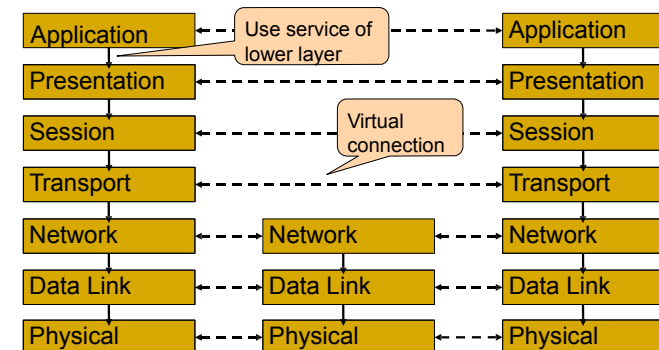 Application
Use service of
lower layer
Application
Presentation
Presentation
Session
Virtual
connection
Session
Transport
Transport
Network
Network
Network
Data Link
Data Link
Data Link
Physical
Physical
Physical